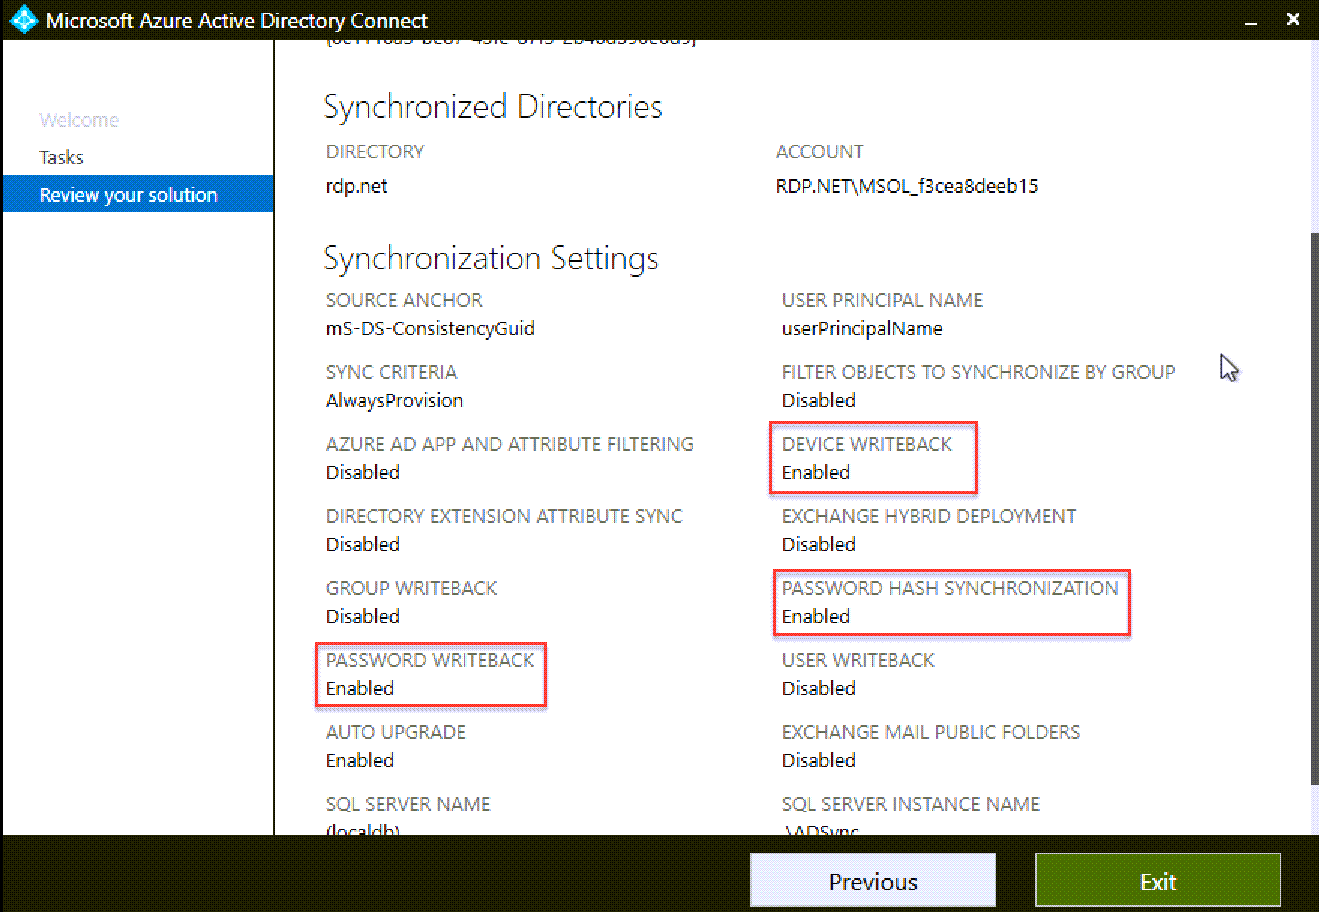 Microsoft Azure Active Directory Connect
Welcome
Tasks
Review your solution
Synchronized Directories
DIRECTORY
ACCOUNT
rdp.net
RDP.NET\MSOL_f3cea8deeb15
Synchronization Settings
SOURCE ANCHOR
USER PRINCIPAL NAME
mS-DS-ConsistencyGuid
userPrincipalName
SYNC CRITERIA
FILTER OBJECTS TO SYNCHRONIZE BY GROUP
AlwaysProvision
Disabled
AZURE AD APP AND ATTRIBUTE FILTERING
DEVICE WRITEBACK
Disabled
Enabled
DIRECTORY EXTENSION ATTRIBUTE SYNC
EXCHANGE HYBRID DEPLOYMENT
Disabled
Disabled
GROUP WRITEBACK
PASSWORD HASH SYNCHRONIZATION
Disabled
Enabled
PASSWORD WRITEBACK
USER WRITEBACK
Enabled
Disabled
AUTO UPGRADE
EXCHANGE MAIL PUBLIC FOLDERS
Enabled
Disabled
SQL SERVER NAME
SQL SERVER INSTANCE NAME
(localdb)
.\ADSync
Previous
Exit